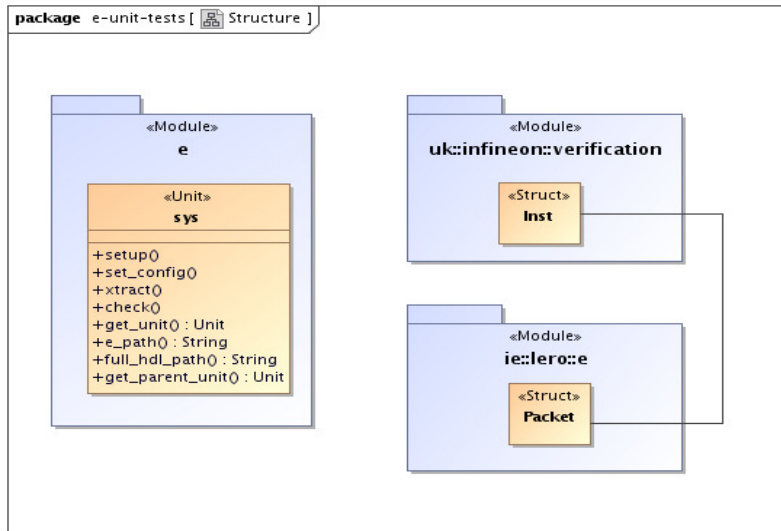 package e-unit-tests [ Structure ]
«Module»
e
«Unit»
sys
+setup()
+set_config()
+xtract()
+check()
+get_unit() : Unit
+e_path() : String
+full_hdl_path() : String
+get_parent_unit() : Unit
«Module»
uk::infineon::verification
«Struct»
Inst
«Module»
ie::lero::e
«Struct»
Packet